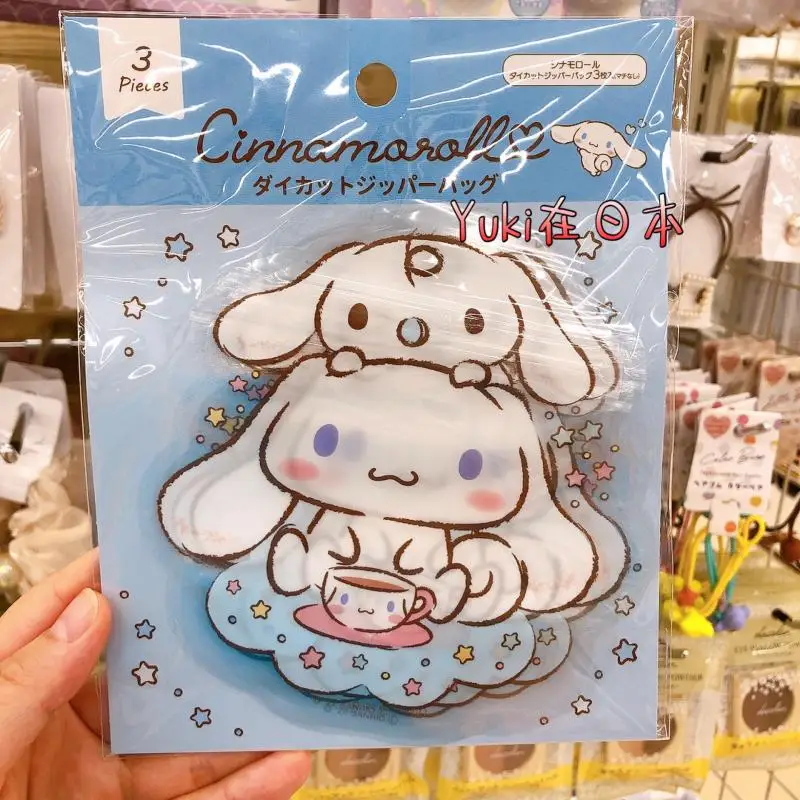 3
Pieces
シナモロール
ダイカットジッパーバッグ3枚入(マチなし)
Cinnamoroll
ダイカットジッパーバッグ
Yuki在日本